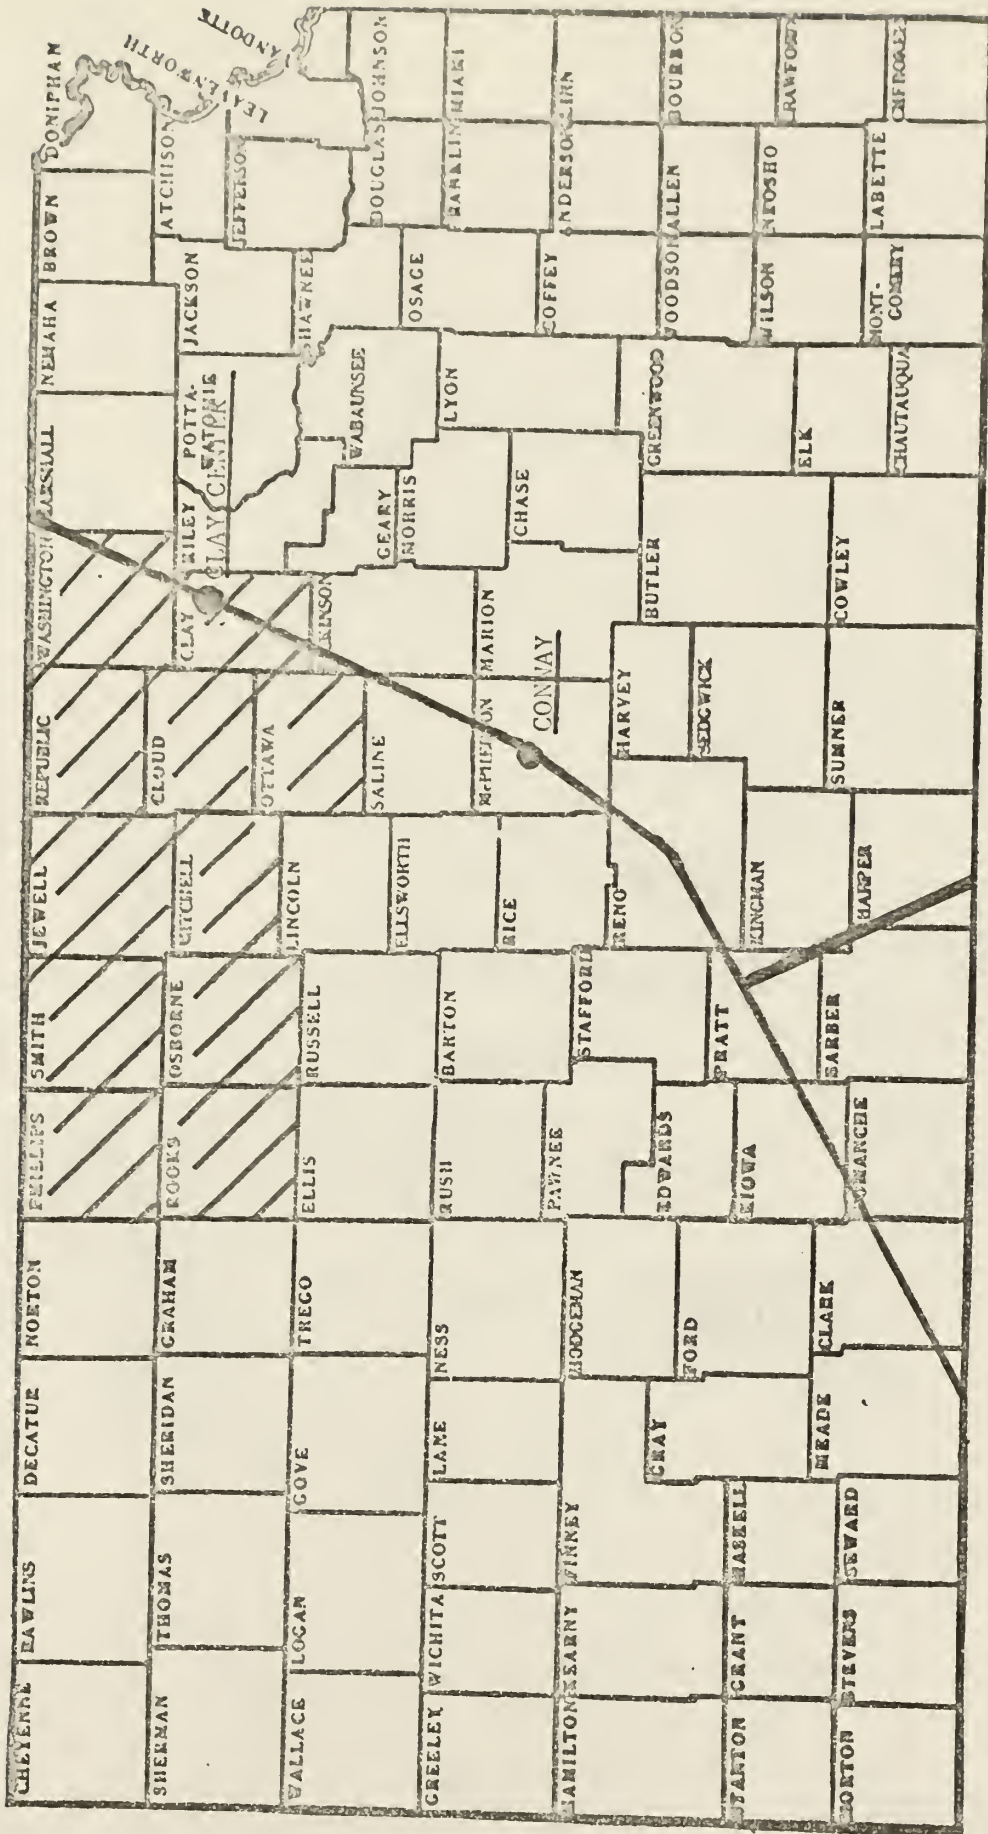 CHEYENNE
RAWLINS
DECATUR
NORTON
PHILLIPS
SMITH
JEWELL
REPUBLIC
WASHINGTON
MARSHALL
NEMAHA
BROWN
DONIPHAN
SHERMAN
THOMAS
SHERIDAN
GRAHAM
ROOKS
OSBORNE
MITCHELL
CLOUD
CLAY
RILEY
POTTA-
WATOMIE
CLAY CENTER
JACKSON
ATCHISON
JEFFERSON
LEAVENWORTH
ANDOTTE
WALLACE
LOGAN
GOVE
TREGO
ELLIS
RUSSELL
LINCOLN
OTTAWA
KINSON
GEARY
WABAUNSEE
SHAWNEE
DOUGLAS
JOHNSON
GREELEY
WICHITA
SCOTT
LANE
NESS
RUSH
BARTON
ELLSWORTH
SALINE
MORRIS
LYON
OSAGE
FRANKLIN
MIAMI
HAMILTON
KEARNY
FINNEY
HODGEMAN
PAWNEE
STAFFORD
RICE
McPHERSON
MARION
CONWAY
CHASE
COFFEY
ANDERSON
LINN
GRAY
FORD
EDWARDS
RENO
HARVEY
BUTLER
GREENWOOD
WOODSON
ALLEN
BOURBON
STANTON
GRANT
HASKELL
KIOWA
PRATT
KINGMAN
SEDGWICK
ELK
WILSON
NEOSHO
RAWFORD
MORTON
STEVENS
SEWARD
MEADE
CLARK
MANCHE
BARBER
HARPER
SUMNER
COWLEY
CHAUTAUQUA
MONT-
GOMERY
LABETTE
CHEROKEE